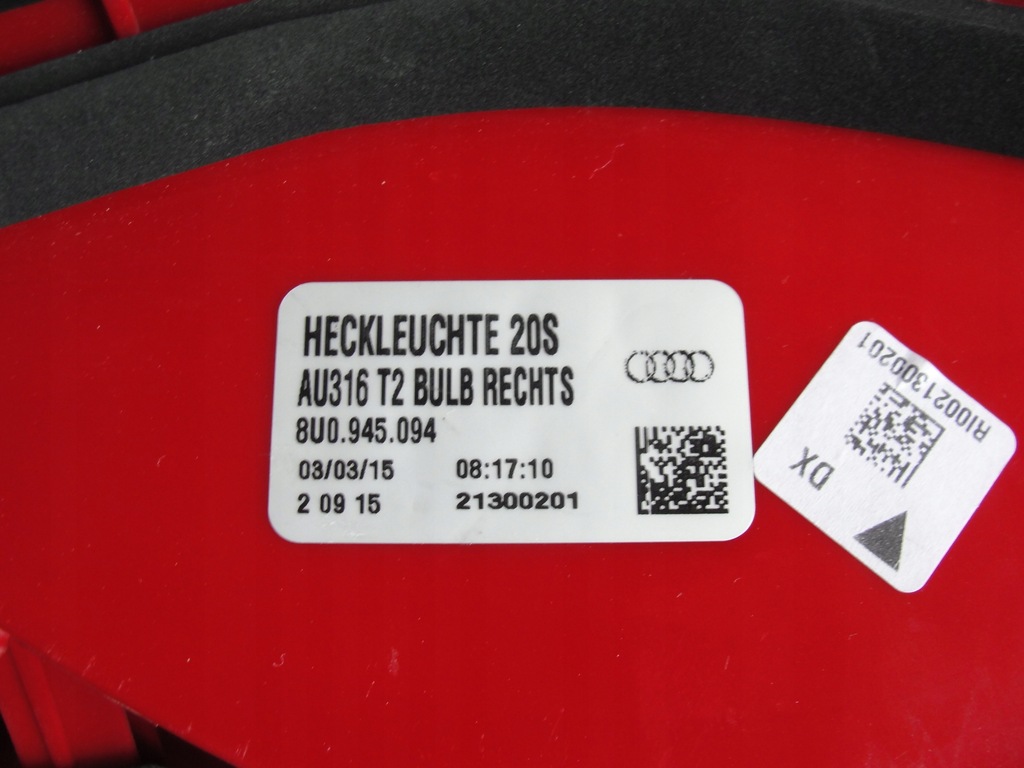 HECKLEUCHTE 20S
AU316 T2 BULB RECHTS
8U0.945.094
03/03/15 08:17:10
2 09 15 21300201
RI0021300201
DX